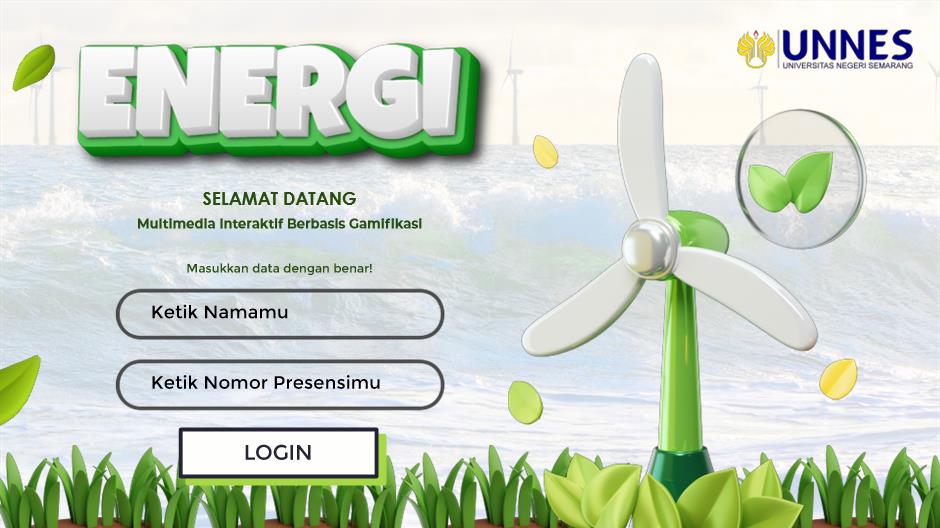 ENERGI
UNNES
UNIVERSITAS NEGERI SEMARANG
SELAMAT DATANG
Multimedia Interaktif Berbasis Gamifikasi
Masukkan data dengan benar!
Ketik Namamu
Ketik Nomor Presensimu
LOGIN